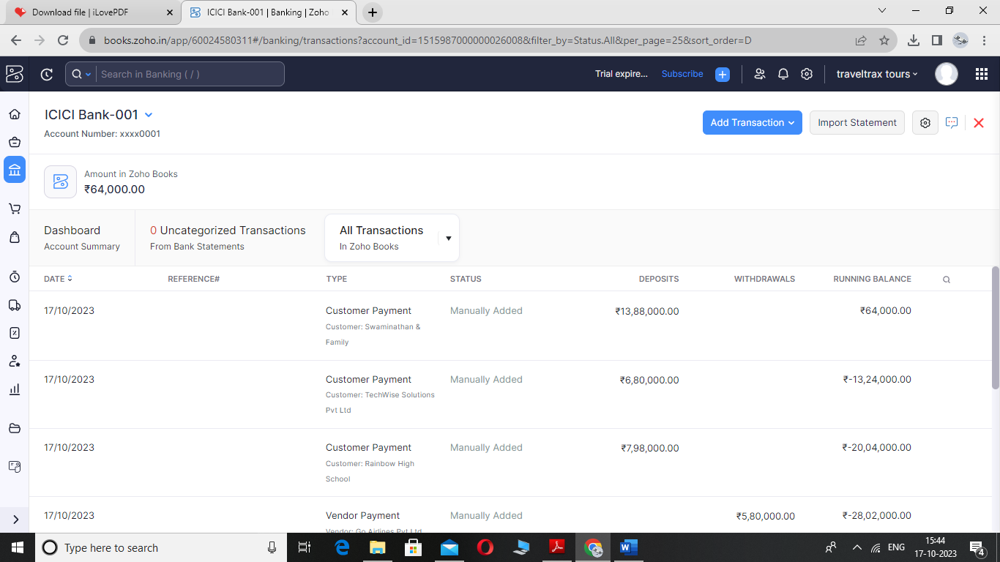 Download file | iLovePDF
ICICI Bank-001 | Banking | Zoho
books.zoho.in/app/60024580311#/banking/transactions?account_id=1515987000000026008&filter_by=Status.All&per_page=25&sort_order=D
Search in Banking ( / )
Trial expire...
Subscribe
traveltrax tours
ICICI Bank-001
Account Number: xxxx0001
Add Transaction
Import Statement
Amount in Zoho Books
₹64,000.00
Dashboard
Account Summary
0 Uncategorized Transactions
From Bank Statements
All Transactions
In Zoho Books
DATE REFERENCE# TYPE STATUS DEPOSITS WITHDRAWALS RUNNING BALANCE
17/10/2023 Customer Payment Manually Added ₹13,88,000.00 ₹64,000.00
Customer: Swaminathan &
Family
17/10/2023 Customer Payment Manually Added ₹6,80,000.00 ₹-13,24,000.00
Customer: TechWise Solutions
Pvt Ltd
17/10/2023 Customer Payment Manually Added ₹7,98,000.00 ₹-20,04,000.00
Customer: Rainbow High
School
17/10/2023 Vendor Payment Manually Added ₹5,80,000.00 ₹-28,02,000.00
Vendor: Go Airlines Pvt Ltd
Type here to search
ENG
15:44
17-10-2023
4